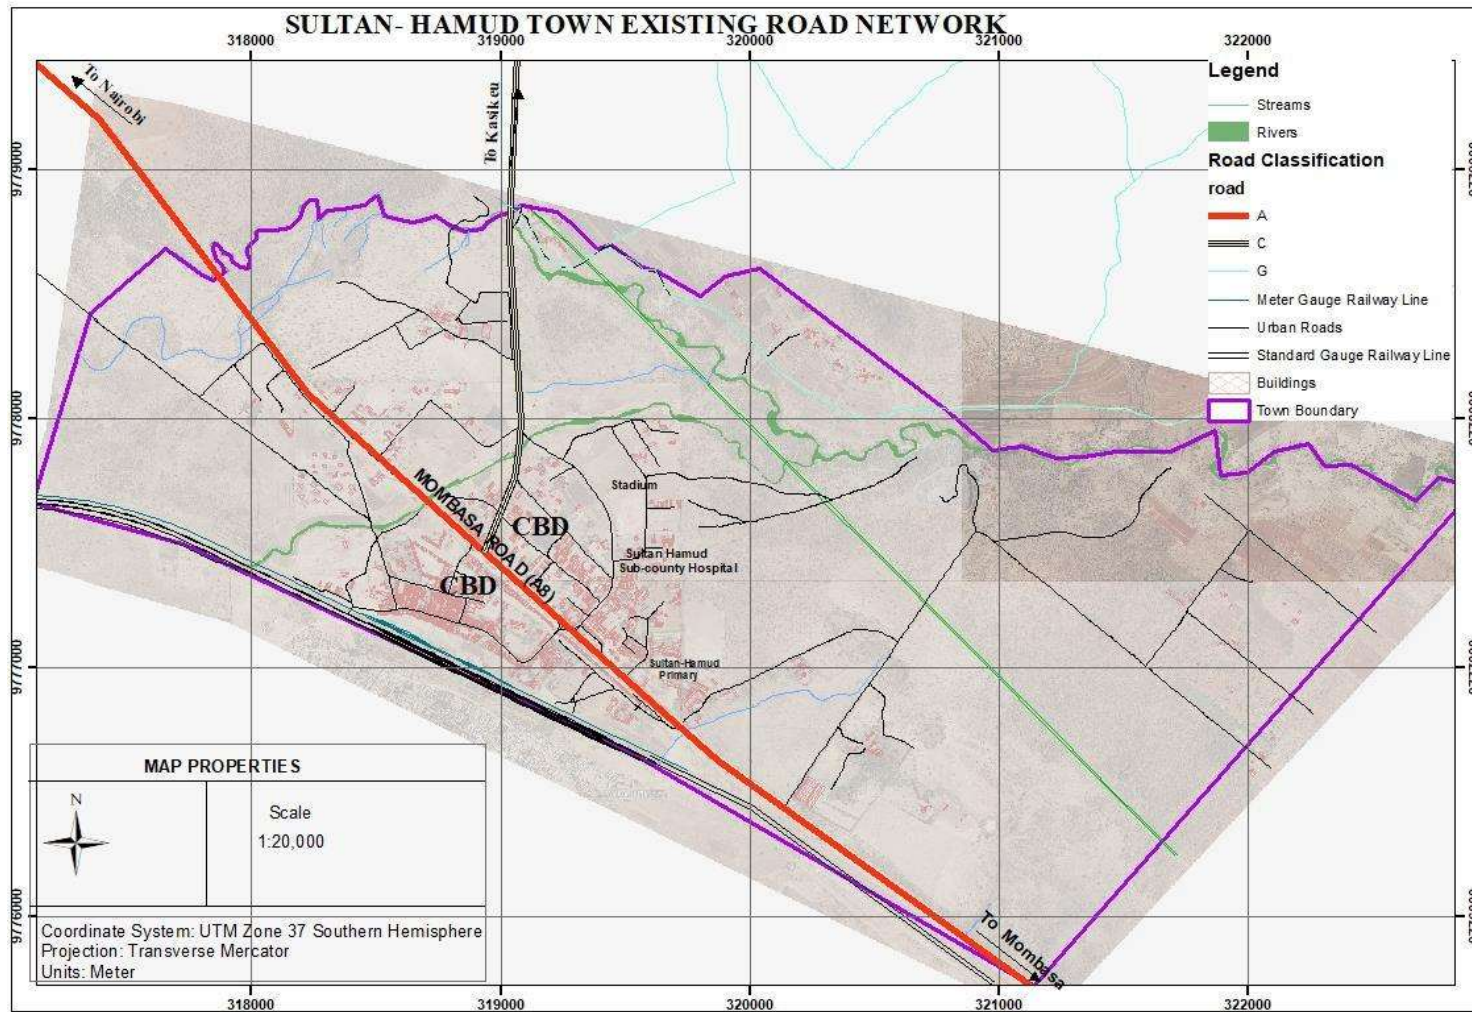 SULTAN- HAMUD TOWN EXISTING ROAD NETWORK
318000 319000 320000 321000 322000
9779000
9778000
9777000
9776000
To Nairobi
To Kasikeu
Legend
Streams
Rivers
Road Classification
road
A
C
G
Meter Gauge Railway Line
Urban Roads
Standard Gauge Railway Line
Buildings
Town Boundary
MOMBASA ROAD (A8)
Stadium
CBD
CBD
Sultan Hamud
Sub-county Hospital
Sultan-Hamud
Primary
To Mombasa
MAP PROPERTIES
N
Scale
1:20,000
Coordinate System: UTM Zone 37 Southern Hemisphere
Projection: Transverse Mercator
Units: Meter
9779000
9778000
9777000
9776000
318000 319000 320000 321000 322000